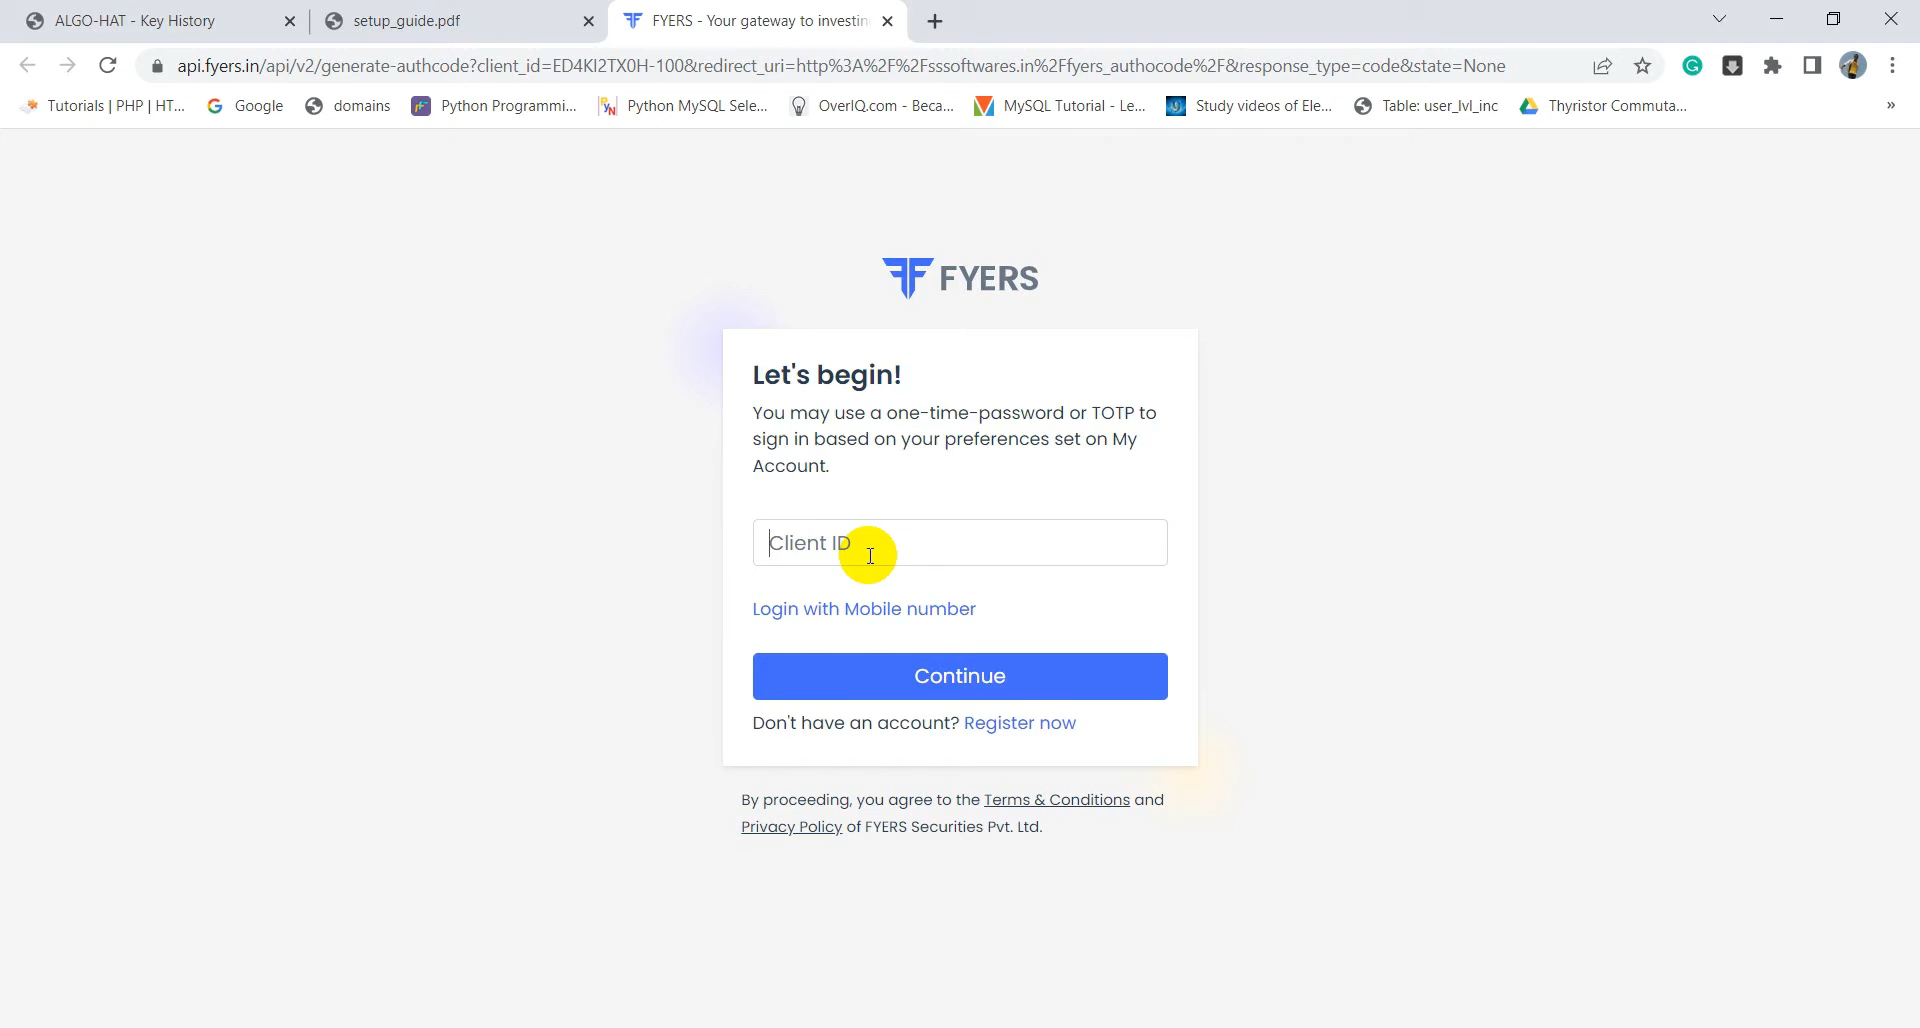 ALGO-HAT - Key History
setup_guide.pdf
FYERS - Your gateway to investin
api.fyers.in/api/v2/generate-authcode?client_id=ED4KI2TX0H-100&redirect_uri=http%3A%2F%2Fsssoftwares.in%2Ffyers_authocode%2F&response_type=code&state=None
Tutorials | PHP | HT...
Google
domains
Python Programmi...
Python MySQL Sele...
OverIQ.com - Beca...
MySQL Tutorial - Le...
Study videos of Ele...
Table: user_lvl_inc
Thyristor Commuta...
»
FYERS
Let's begin!
You may use a one-time-password or TOTP to
sign in based on your preferences set on My
Account.
Client ID
Login with Mobile number
Continue
Don't have an account? Register now
By proceeding, you agree to the Terms & Conditions and
Privacy Policy of FYERS Securities Pvt. Ltd.